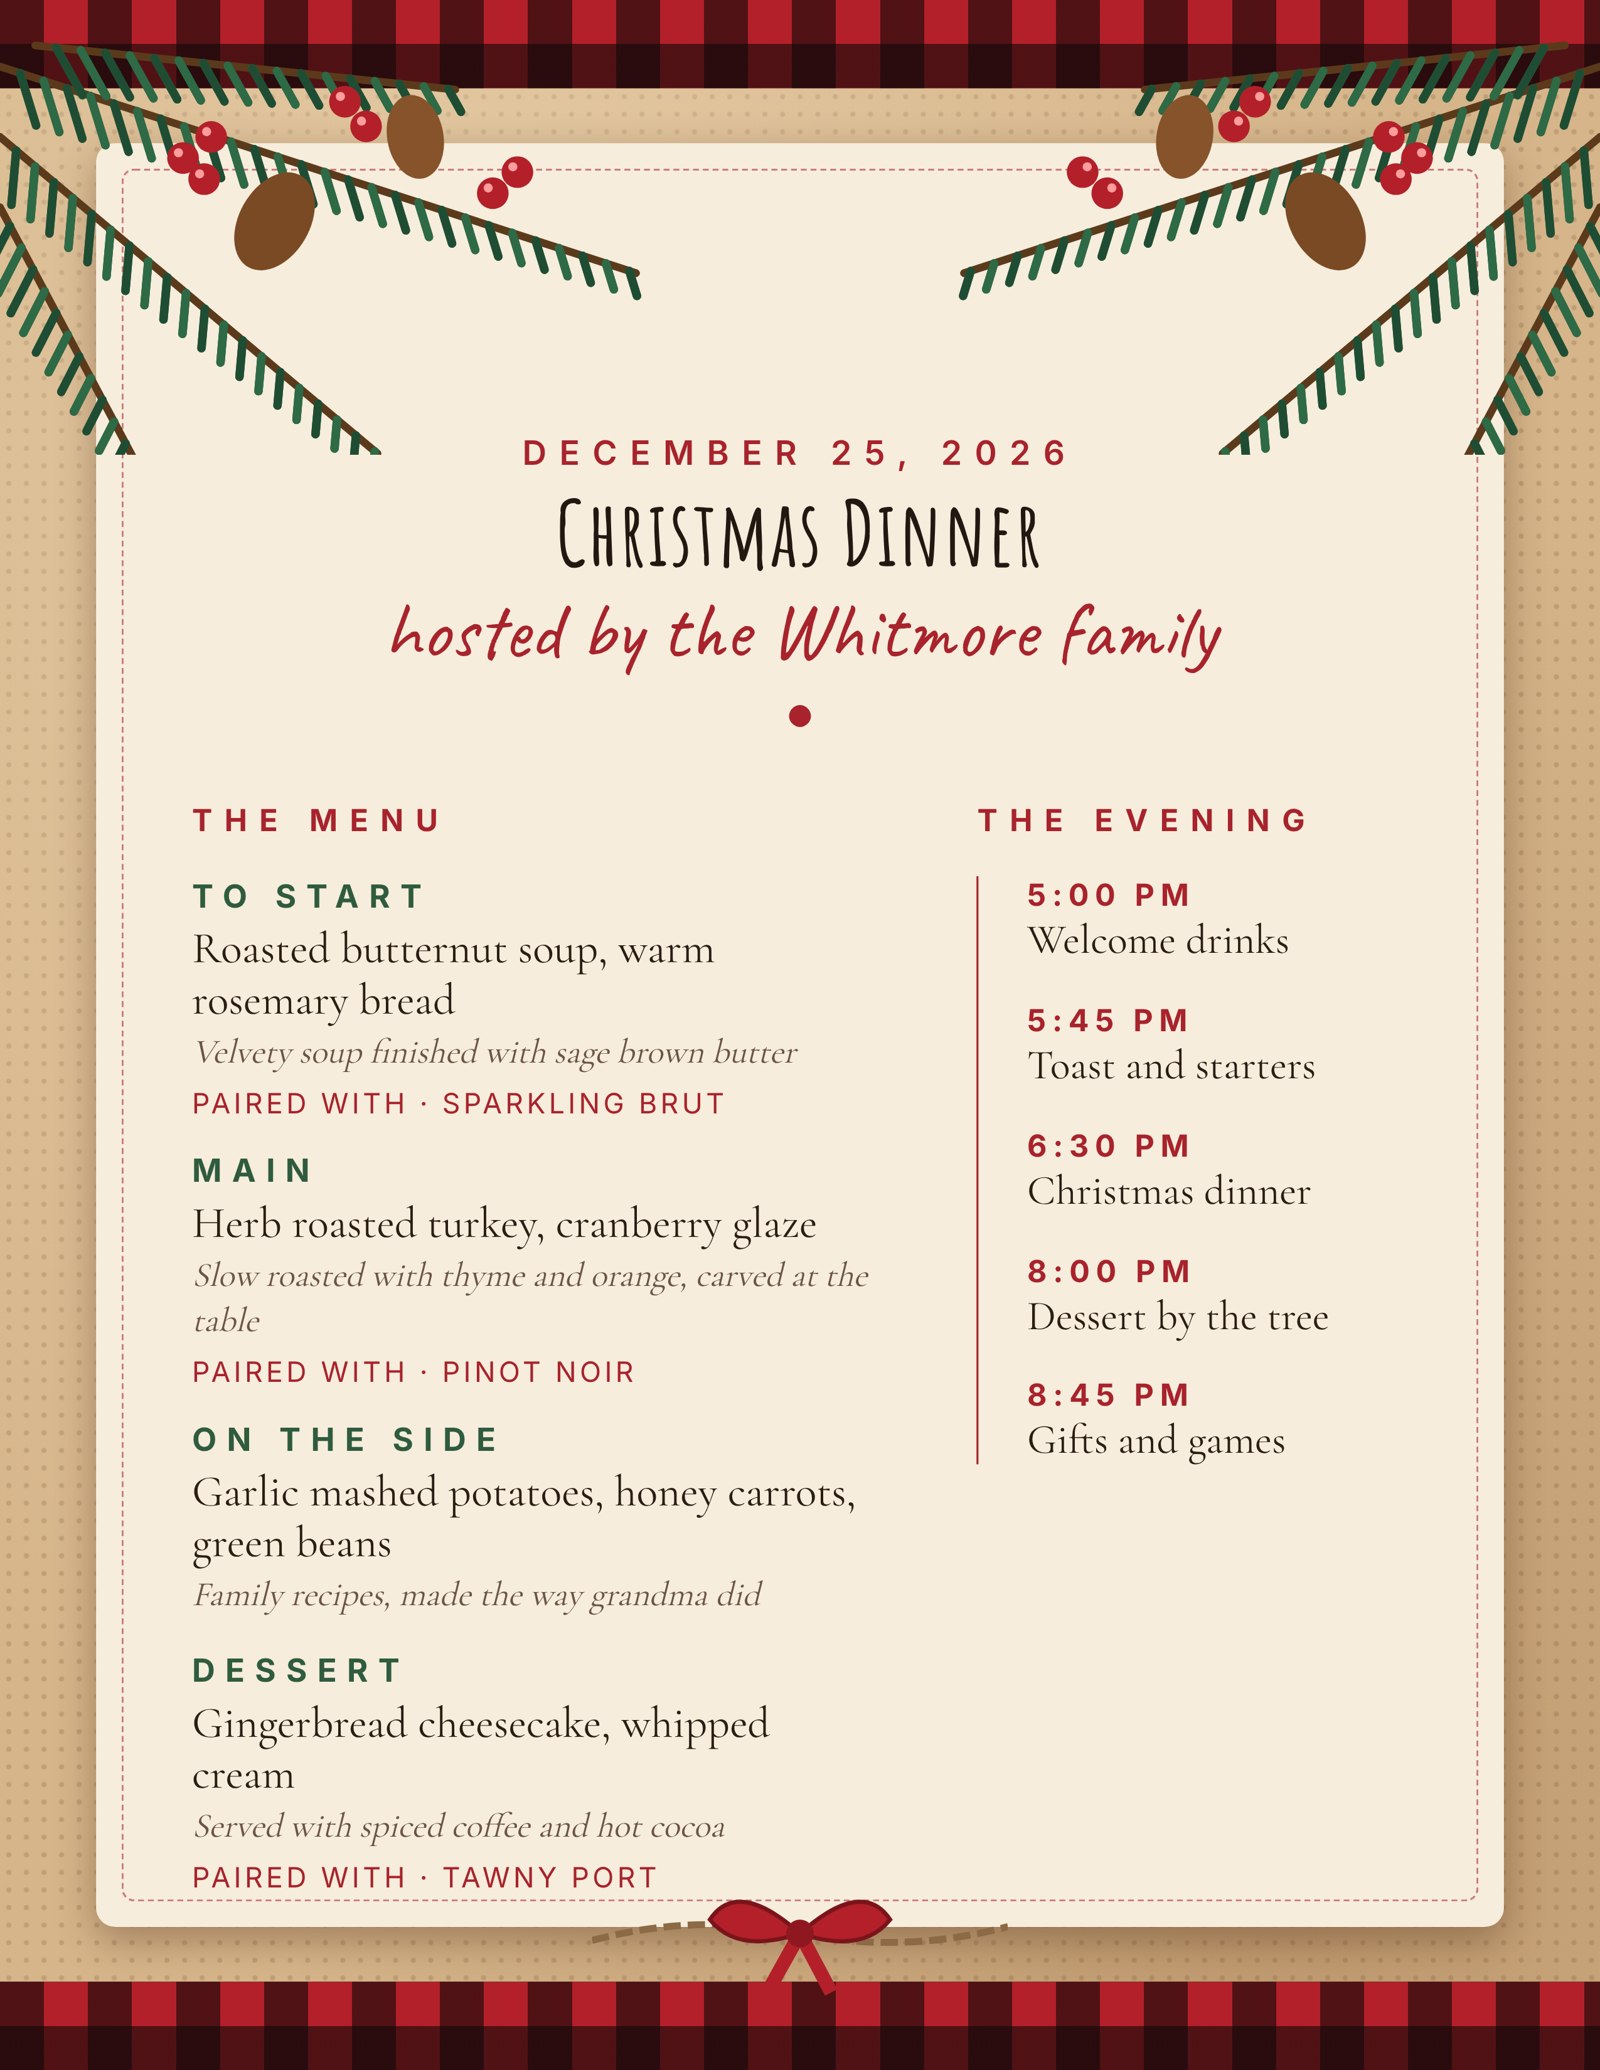 DECEMBER 25, 2026
Christmas Dinner
hosted by the Whitmore family
THE MENU
TO START
Roasted butternut soup, warm
rosemary bread
Velvety soup finished with sage brown butter
PAIRED WITH · SPARKLING BRUT
MAIN
Herb roasted turkey, cranberry glaze
Slow roasted with thyme and orange, carved at the
table
PAIRED WITH · PINOT NOIR
ON THE SIDE
Garlic mashed potatoes, honey carrots,
green beans
Family recipes, made the way grandma did
DESSERT
Gingerbread cheesecake, whipped
cream
Served with spiced coffee and hot cocoa
PAIRED WITH · TAWNY PORT
THE EVENING
5:00 PM
Welcome drinks
5:45 PM
Toast and starters
6:30 PM
Christmas dinner
8:00 PM
Dessert by the tree
8:45 PM
Gifts and games